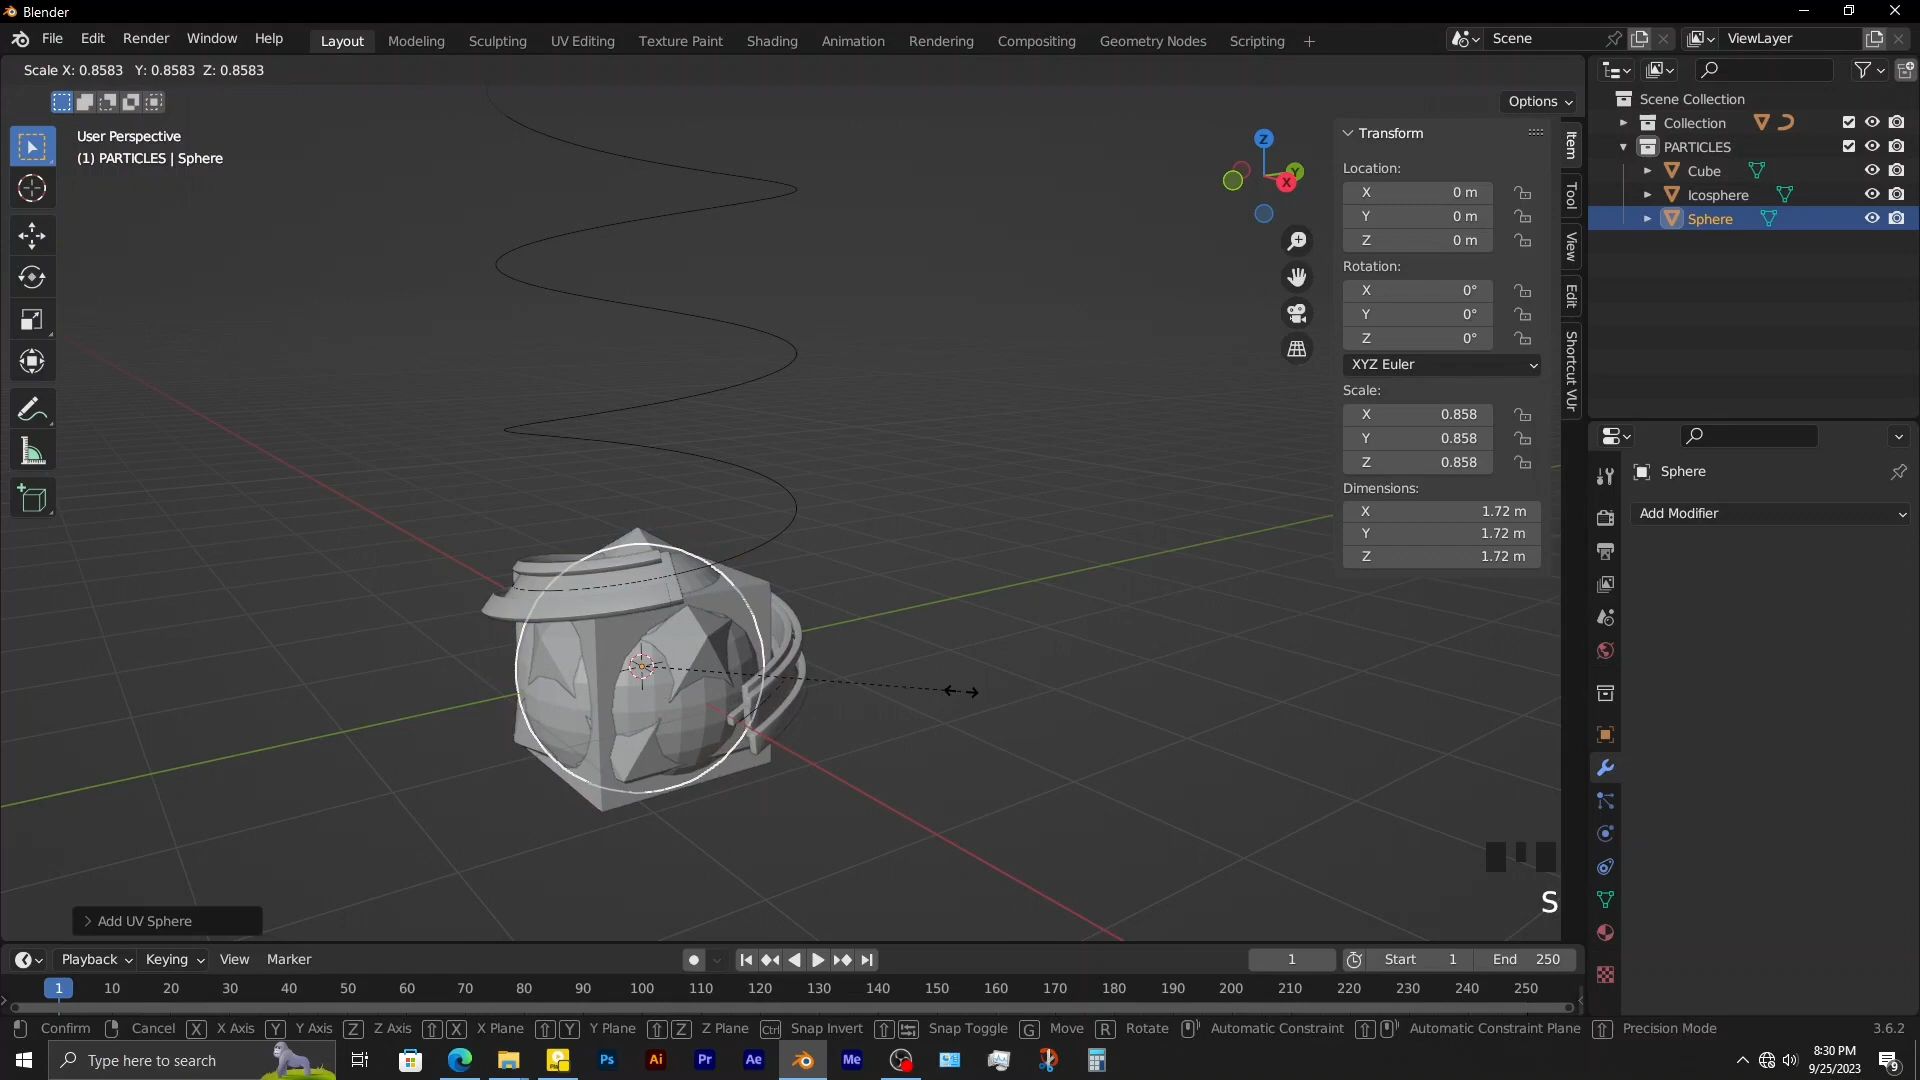 Blender
File Edit Render Window Help Layout Modeling Sculpting UV Editing Texture Paint Shading Animation Rendering Compositing Geometry Nodes Scripting + Scene ViewLayer
Scale X: 0.8583 Y: 0.8583 Z: 0.8583
Options
User Perspective
(1) PARTICLES | Sphere
Z
Y
X
Transform
Location:
X 0 m
Y 0 m
Z 0 m
Rotation:
X 0°
Y 0°
Z 0°
XYZ Euler
Scale:
X 0.858
Y 0.858
Z 0.858
Dimensions:
X 1.72 m
Y 1.72 m
Z 1.72 m
Item
Tool
View
Edit
Shortcut VUr
Scene Collection
Collection
PARTICLES
Cube
Icosphere
Sphere
Sphere
Add Modifier
S
Add UV Sphere
Playback Keying View Marker 1 Start 1 End 250
1 10 20 30 40 50 60 70 80 90 100 110 120 130 140 150 160 170 180 190 200 210 220 230 240 250
Confirm Cancel X X Axis Y Y Axis Z Z Axis X X Plane Y Y Plane Z Z Plane Ctrl Snap Invert Snap Toggle G Move R Rotate Automatic Constraint Automatic Constraint Plane Precision Mode 3.6.2
Type here to search Ps Ai Pr Ae Me 8:30 PM
9/25/2023 9